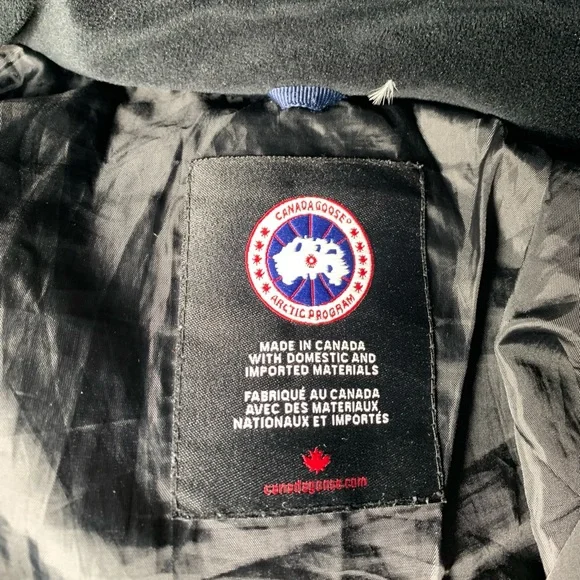 CANADA GOOSE®
ARCTIC PROGRAM
MADE IN CANADA
WITH DOMESTIC AND
IMPORTED MATERIALS
FABRIQUÉ AU CANADA
AVEC DES MATERIAUX
NATIONAUX ET IMPORTÉS
canadagoose.com